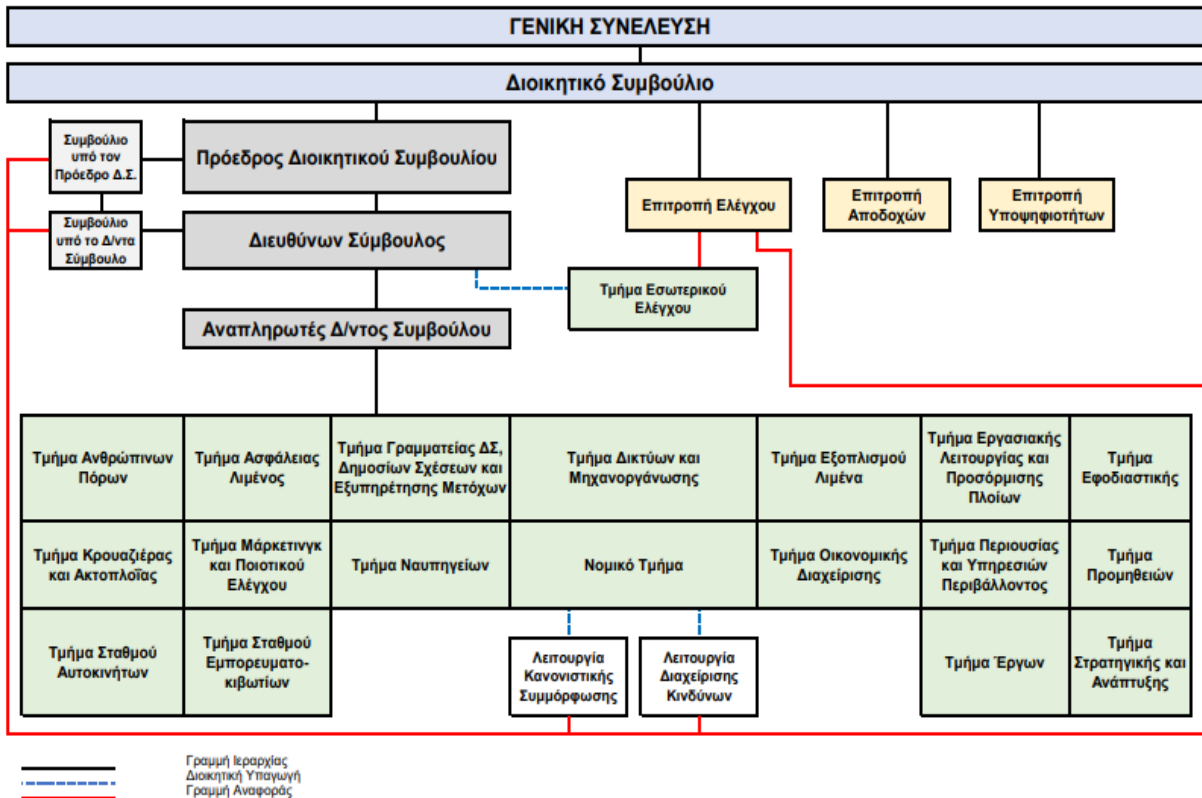 ΓΕΝΙΚΗ ΣΥΝΕΛΕΥΣΗ
Διοικητικό Συμβούλιο
Συμβούλιο
υπό τον
Πρόεδρο Δ.Σ.
Πρόεδρος Διοικητικού Συμβουλίου
Επιτροπή Ελέγχου
Επιτροπή
Αποδοχών
Επιτροπή
Υποψηφιοτήτων
Συμβούλιο
υπό το Δ/ντα
Σύμβουλο
Διευθύνων Σύμβουλος
Τμήμα Εσωτερικού
Ελέγχου
Αναπληρωτές Δ/ντος Συμβούλου
Τμήμα Ανθρώπινων
Πόρων
Τμήμα Ασφάλειας
Λιμένος
Τμήμα Γραμματείας ΔΣ,
Δημοσίων Σχέσεων και
Εξυπηρέτησης Μετόχων
Τμήμα Δικτύων και
Μηχανοργάνωσης
Τμήμα Εξοπλισμού
Λιμένα
Τμήμα Εργασιακής
Λειτουργίας και
Προσόρμισης
Πλοίων
Τμήμα
Εφοδιαστικής
Τμήμα Κρουαζιέρας
και Ακτοπλοΐας
Τμήμα Μάρκετινγκ
και Ποιοτικού
Ελέγχου
Τμήμα Ναυπηγείων
Νομικό Τμήμα
Τμήμα Οικονομικής
Διαχείρισης
Τμήμα Περιουσίας
και Υπηρεσιών
Περιβάλλοντος
Τμήμα
Προμηθειών
Τμήμα Σταθμού
Αυτοκινήτων
Τμήμα Σταθμού
Εμπορευματο-
κιβωτίων
Λειτουργία
Κανονιστικής
Συμμόρφωσης
Λειτουργία
Διαχείρισης
Κινδύνων
Τμήμα Έργων
Τμήμα
Στρατηγικής και
Ανάπτυξης
Γραμμή Ιεραρχίας
Διοικητική Υπαγωγή
Γραμμή Αναφοράς